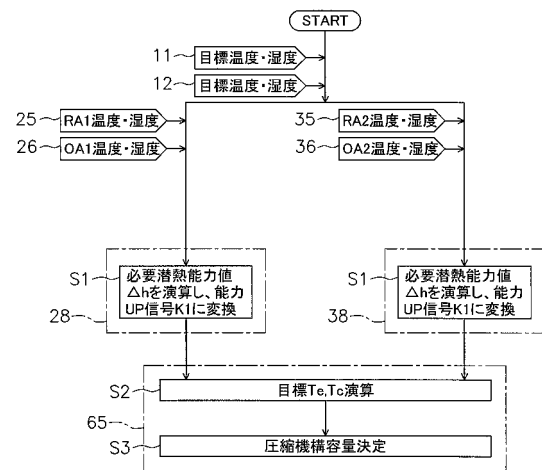 START
11 目標温度・湿度
12 目標温度・湿度
25 RA1温度・湿度
35 RA2温度・湿度
26 OA1温度・湿度
36 OA2温度・湿度
S1
必要潜熱能力値
△hを演算し、能力
UP信号K1に変換
28
S1
必要潜熱能力値
△hを演算し、能力
UP信号K1に変換
38
S2 目標Te,Tc演算
65
S3 圧縮機構容量決定